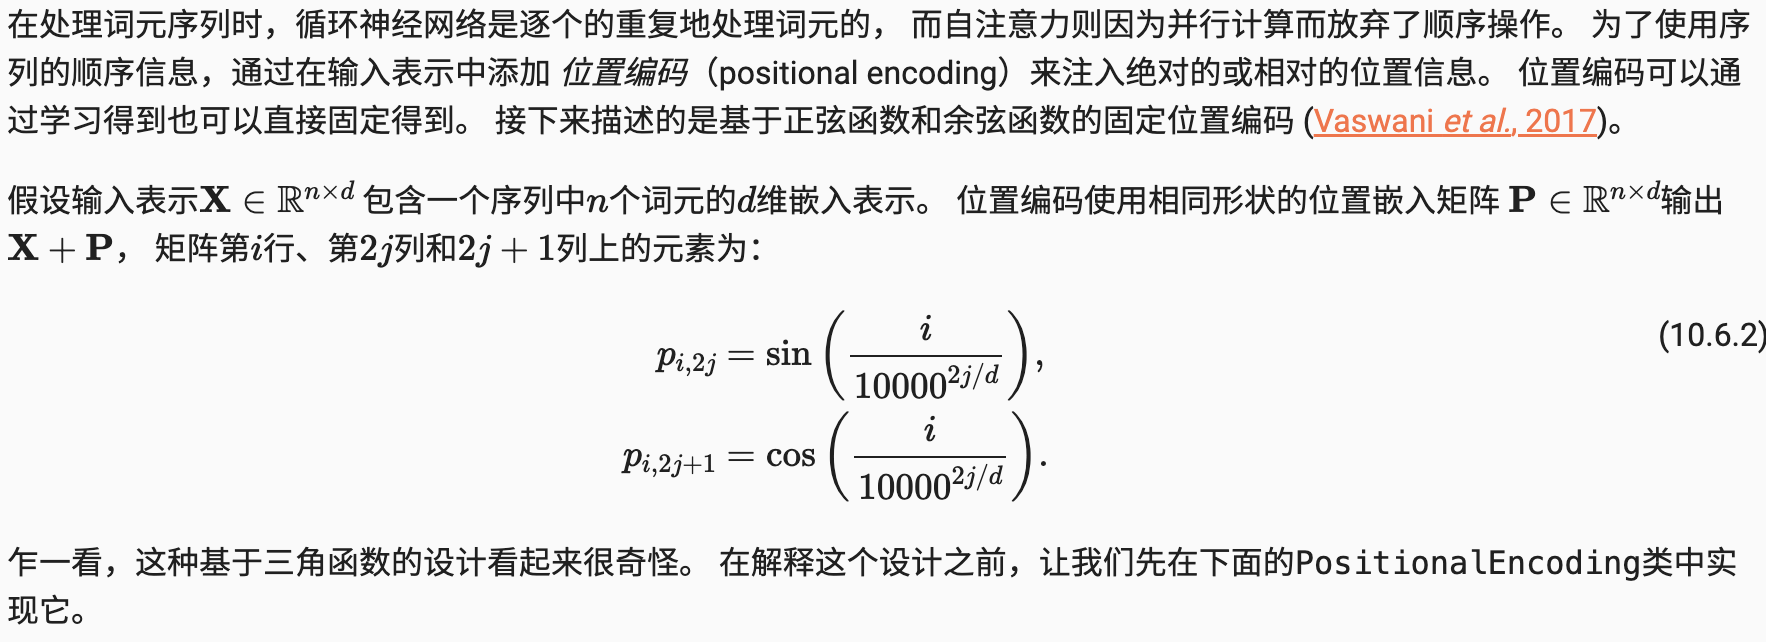 在处理词元序列时，循环神经网络是逐个的重复地处理词元的， 而自注意力则因为并行计算而放弃了顺序操作。 为了使用序
列的顺序信息，通过在输入表示中添加 位置编码（positional encoding）来注入绝对的或相对的位置信息。 位置编码可以通
过学习得到也可以直接固定得到。 接下来描述的是基于正弦函数和余弦函数的固定位置编码 (Vaswani et al., 2017)。
假设输入表示$\mathbf{X} \in \mathbb{R}^{n \times d}$ 包含一个序列中$n$个词元的$d$维嵌入表示。 位置编码使用相同形状的位置嵌入矩阵 $\mathbf{P} \in \mathbb{R}^{n \times d}$输出
$\mathbf{X} + \mathbf{P}$， 矩阵第$i$行、第$2j$列和$2j+1$列上的元素为：
$p_{i, 2j} = \sin\left(\frac{i}{10000^{2j/d}}\right),$ (10.6.2)
$p_{i, 2j+1} = \cos\left(\frac{i}{10000^{2j/d}}\right).$
乍一看，这种基于三角函数的设计看起来很奇怪。 在解释这个设计之前，让我们先在下面的PositionalEncoding类中实
现它。